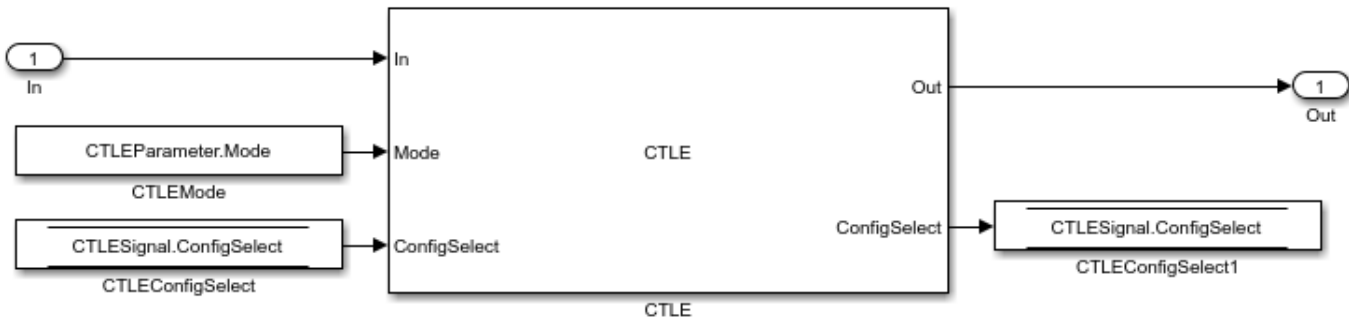 1
In
In
Out
1
Out
CTLEParameter.Mode
Mode
CTLE
CTLEMode
CTLESignal.ConfigSelect
ConfigSelect
ConfigSelect
CTLESignal.ConfigSelect
CTLEConfigSelect
CTLEConfigSelect1
CTLE